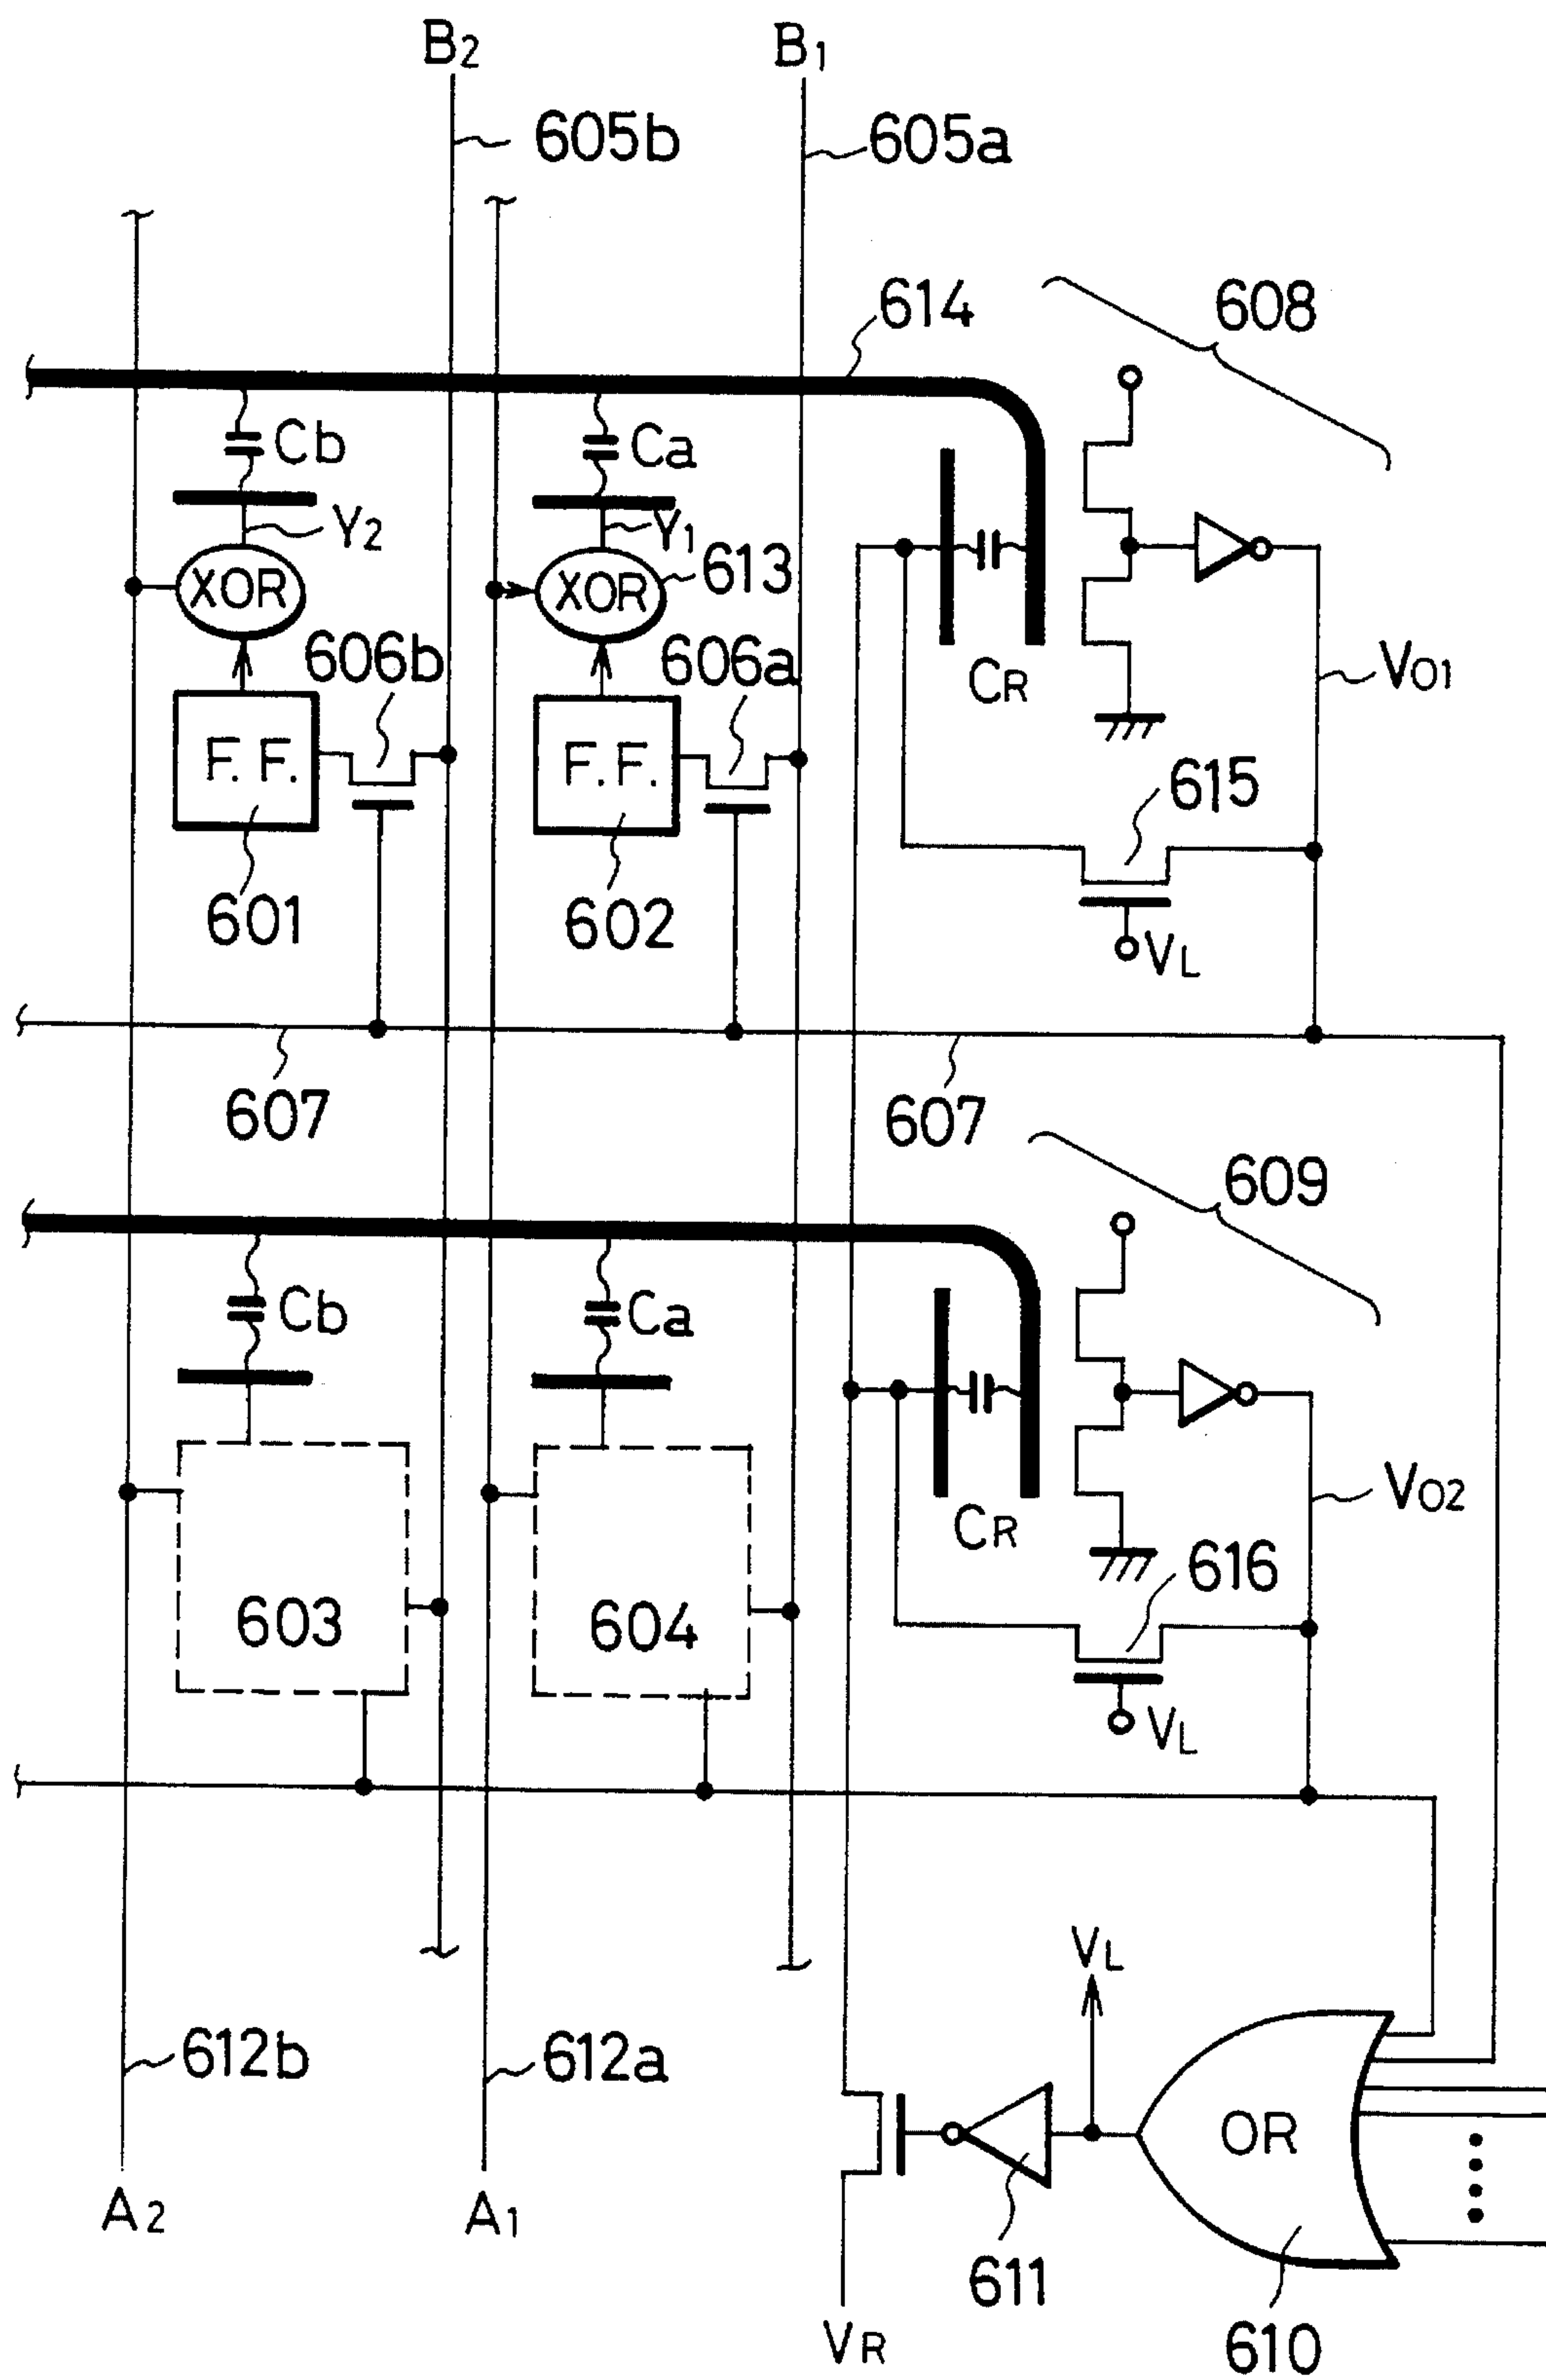 B2 B1
605b 605a
614 608
Cb Ca
Y2 Y1
XOR XOR 613
606b 606a
CR VO1
F.F. F.F.
615
601 602
VL
607 607
609
Cb Ca
CR VO2
603 604 616
VL
VL
612b 612a
OR
A2 A1
611
VR 610